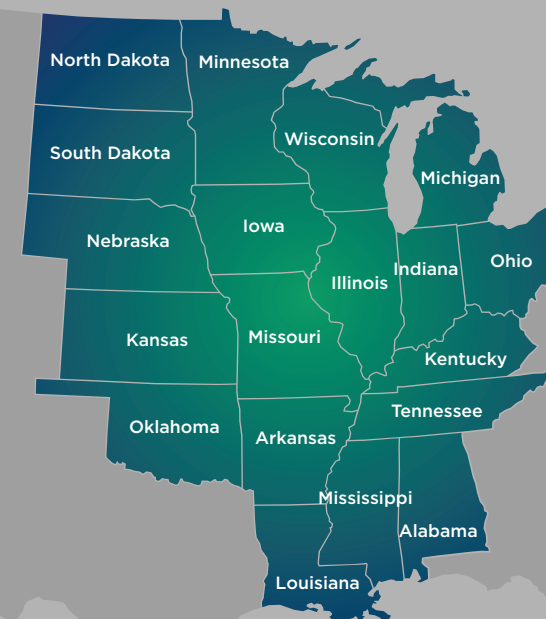 North Dakota
Minnesota
Wisconsin
South Dakota
Michigan
Iowa
Nebraska
Ohio
Indiana
Illinois
Missouri
Kansas
Kentucky
Tennessee
Oklahoma
Arkansas
Mississippi
Alabama
Louisiana